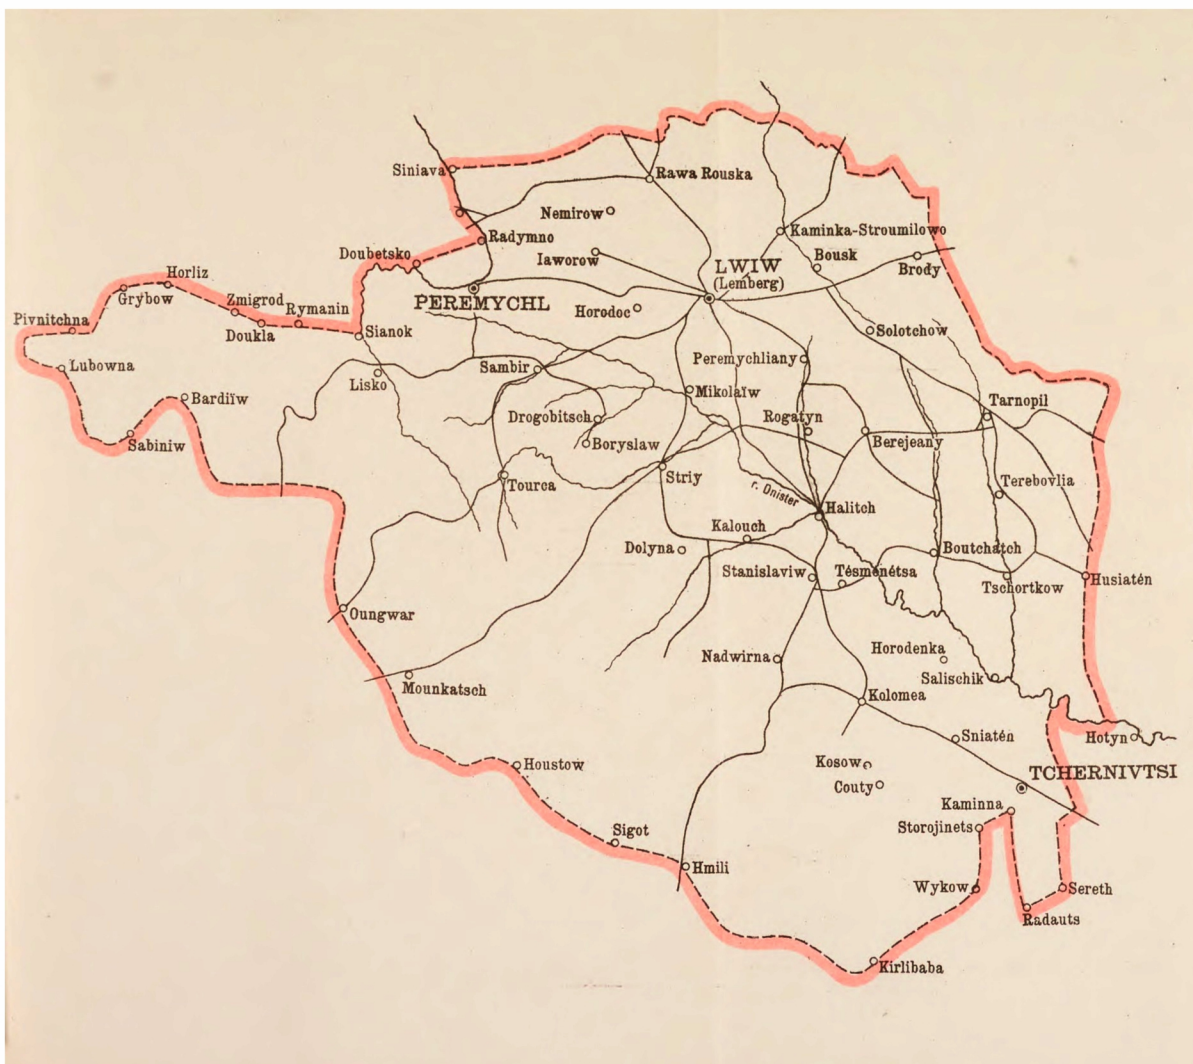 Siniava
Rawa Rouska
Nemirow
Kaminka-Stroumilowo
Radymno
Doubetsko
Iaworow
LWIW
(Lemberg)
Bousk
Brody
Horliz
Grybow
PEREMYCHL
Horodoc
Zmigrod
Rymanin
Pivnitchna
Doukla
Sianok
Solotchow
Lubowna
Lisko
Sambir
Peremychliany
Bardiïw
Mikolaïw
Tarnopil
Sabiniw
Drogobitsch
Rogatyn
Boryslaw
Berejeany
Tourca
Striy
Terebovlia
r. Dnister
Halitch
Kalouch
Dolyna
Boutchatch
Stanislaviw
Tésménétsa
Tschortkow
Husiatén
Oungwar
Nadwirna
Horodenka
Salischik
Mounkatsch
Kolomea
Sniatén
Hotyn
Houstow
Kosow
TCHERNIVTSI
Couty
Kaminna
Sigot
Storojinets
Hmili
Wykow
Sereth
Radauts
Kirlibaba